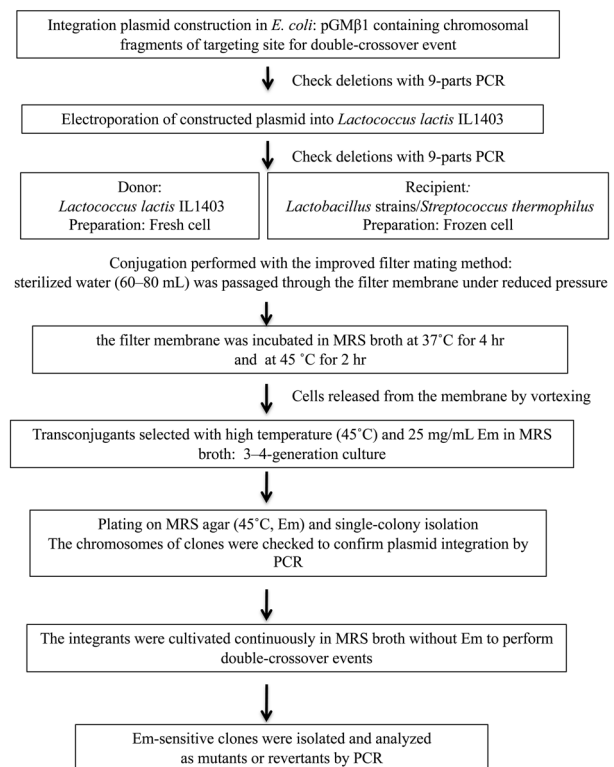 Integration plasmid construction in E. coli: pGMβ1 containing chromosomal
fragments of targeting site for double-crossover event
Check deletions with 9-parts PCR
Electroporation of constructed plasmid into Lactococcus lactis IL1403
Check deletions with 9-parts PCR
Donor:
Lactococcus lactis IL1403
Preparation: Fresh cell
Recipient:
Lactobacillus strains/Streptococcus thermophilus
Preparation: Frozen cell
Conjugation performed with the improved filter mating method:
sterilized water (60–80 mL) was passaged through the filter membrane under reduced pressure
the filter membrane was incubated in MRS broth at 37˚C for 4 hr
and at 45 ˚C for 2 hr
Cells released from the membrane by vortexing
Transconjugants selected with high temperature (45˚C) and 25 mg/mL Em in MRS
broth: 3–4-generation culture
Plating on MRS agar (45˚C, Em) and single-colony isolation
The chromosomes of clones were checked to confirm plasmid integration by
PCR
The integrants were cultivated continuously in MRS broth without Em to perform
double-crossover events
Em-sensitive clones were isolated and analyzed
as mutants or revertants by PCR